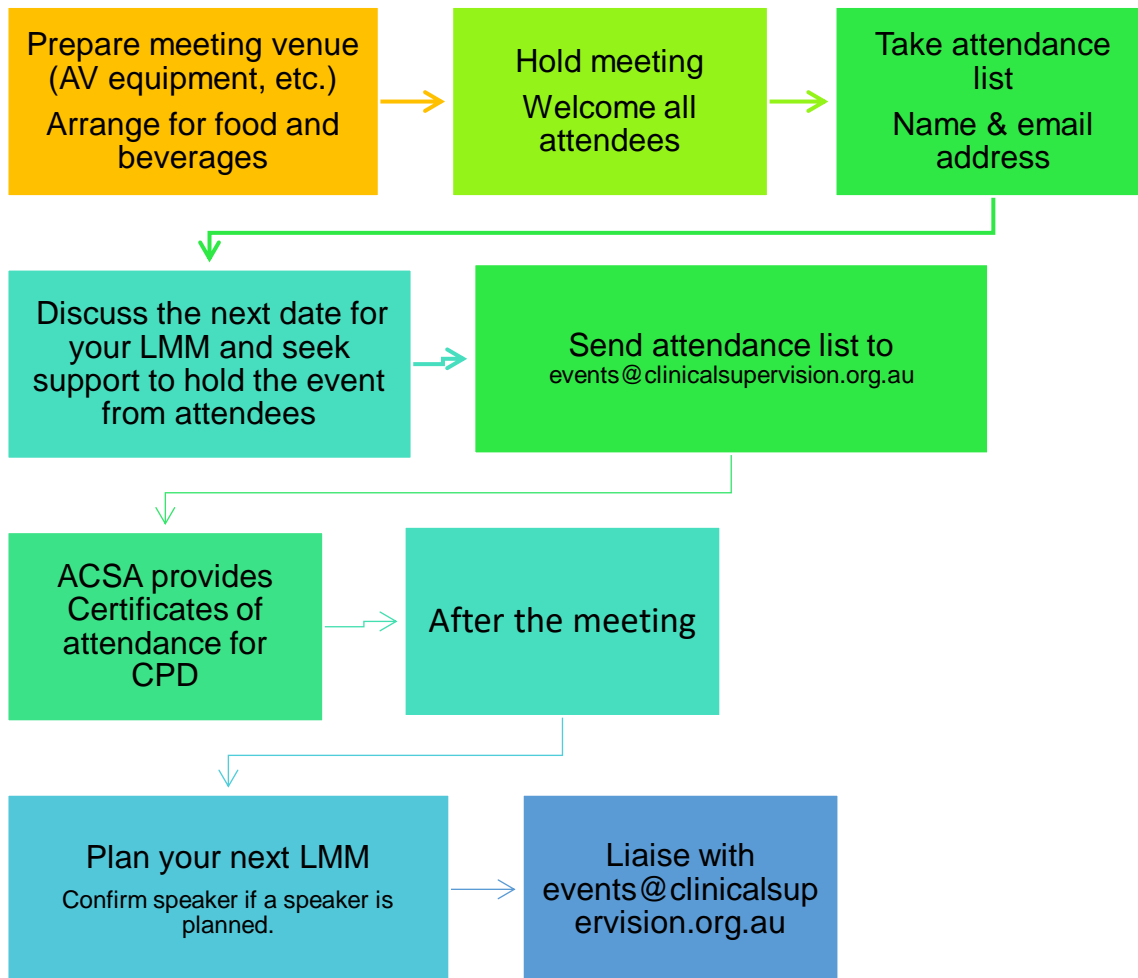 Prepare meeting venue
(AV equipment, etc.)
Arrange for food and
beverages
Hold meeting
Welcome all
attendees
Take attendance
list
Name & email
address
Discuss the next date for
your LMM and seek
support to hold the event
from attendees
Send attendance list to
events@clinicalsupervision.org.au
ACSA provides
Certificates of
attendance for
CPD
After the meeting
Plan your next LMM
Confirm speaker if a speaker is
planned.
Liaise with
events@clinicalsup
ervision.org.au